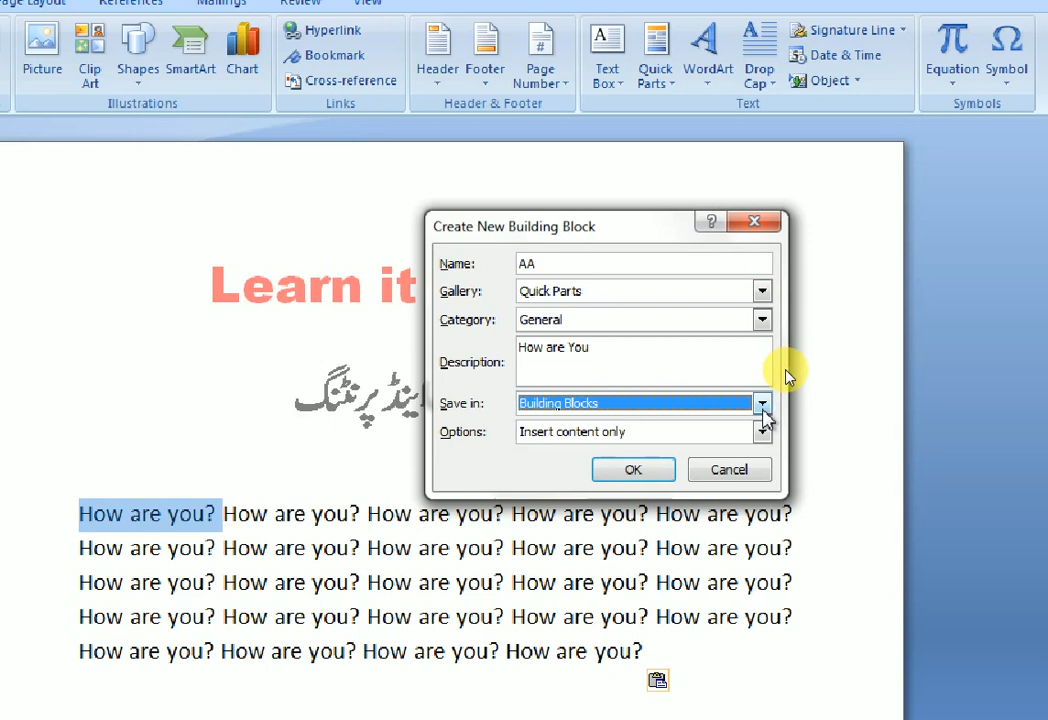 Page Layout References Mailings Review View
Picture Clip Art Shapes SmartArt Chart
Illustrations
Hyperlink
Bookmark
Cross-reference
Links
Header Footer Page Number
Header & Footer
Text Box Quick Parts WordArt Drop Cap
Signature Line
Date & Time
Object
Text
Equation Symbol
Symbols
Learn it
اینڈ پرنٹنگ
Create New Building Block
Name: AA
Gallery: Quick Parts
Category: General
Description: How are You
Save in: Building Blocks
Options: Insert content only
OK Cancel
How are you? How are you? How are you? How are you? How are you?
How are you? How are you? How are you? How are you? How are you?
How are you? How are you? How are you? How are you? How are you?
How are you? How are you? How are you? How are you? How are you?
How are you? How are you? How are you? How are you?